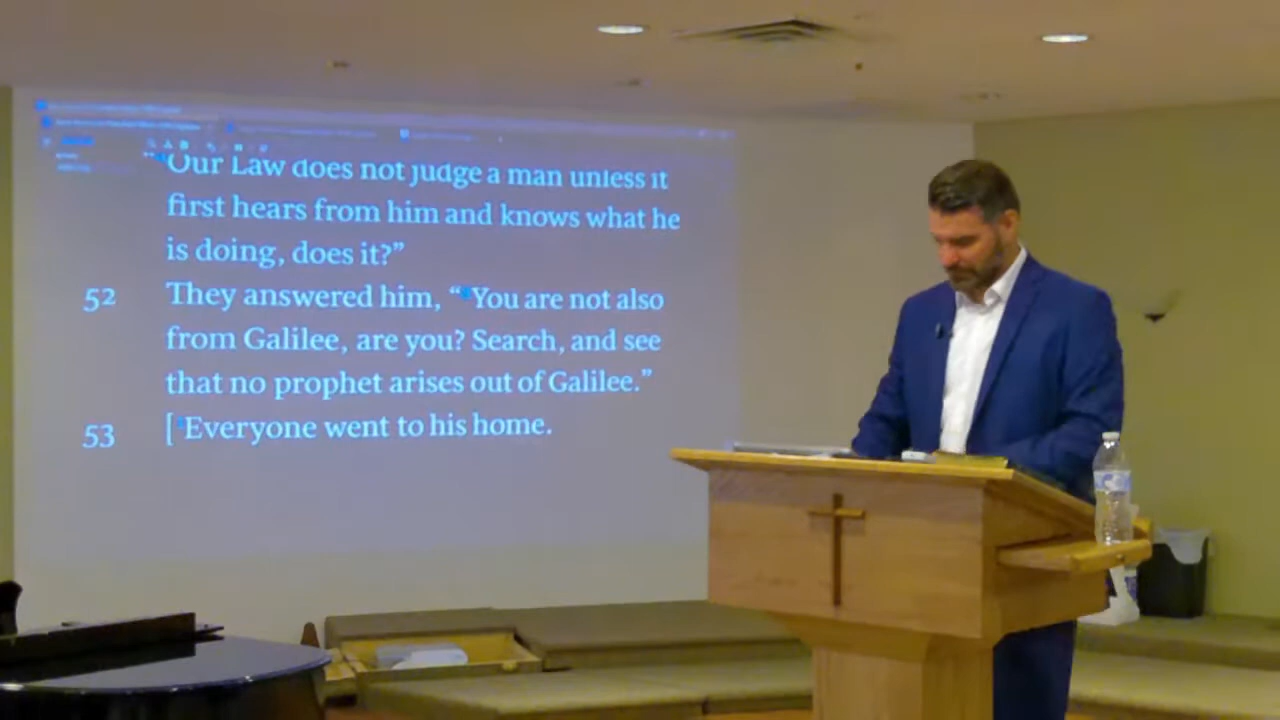 “Our Law does not judge a man unless it
first hears from him and knows what he
is doing, does it?”
52 They answered him, “You are not also
from Galilee, are you? Search, and see
that no prophet arises out of Galilee.”
53 [Everyone went to his home.